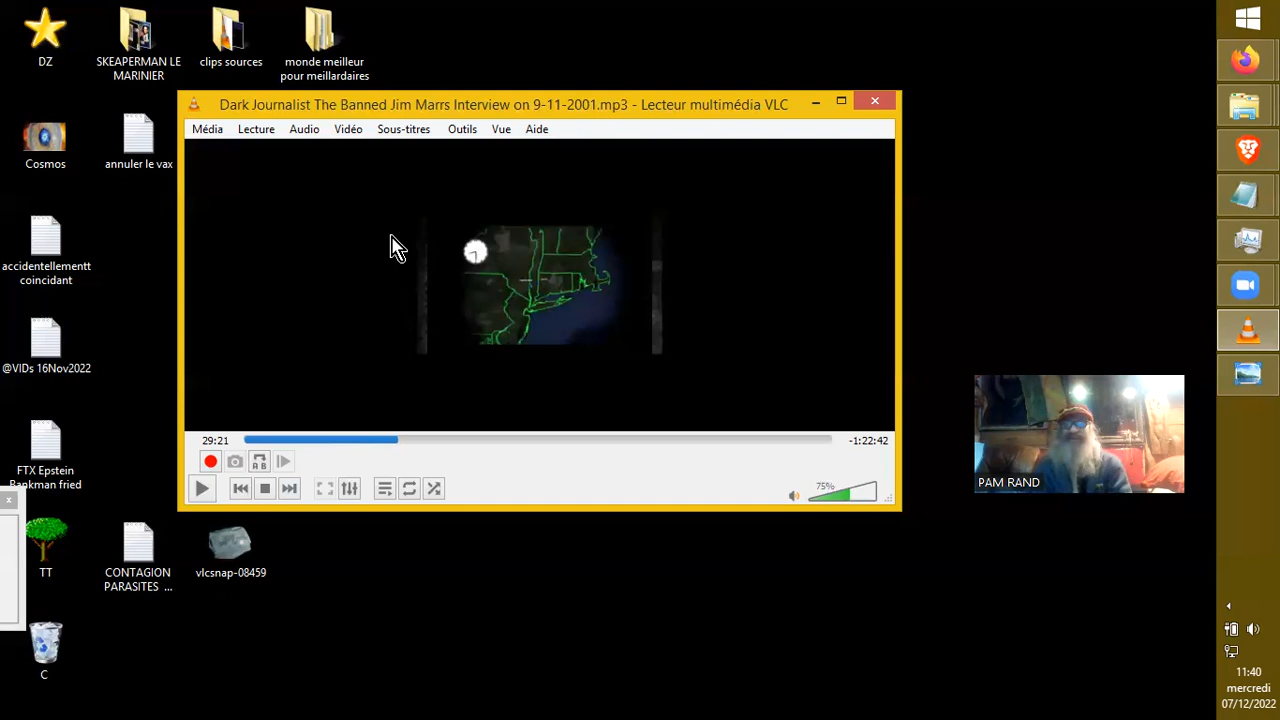 DZ
SKEAPERMAN LE
MARINIER
clips sources
monde meilleur
pour meillardaires
Dark Journalist The Banned Jim Marrs Interview on 9-11-2001.mp3 - Lecteur multimédia VLC
Média Lecture Audio Vidéo Sous-titres Outils Vue Aide
Cosmos
annuler le vax
accidentellementt
coincidant
@VIDs 16Nov2022
29:21
-1:22:42
FTX Epstein
Bankman fried
75%
PAM RAND
TT
CONTAGION
PARASITES ...
vlcsnap-08459
C
11:40
mercredi
07/12/2022